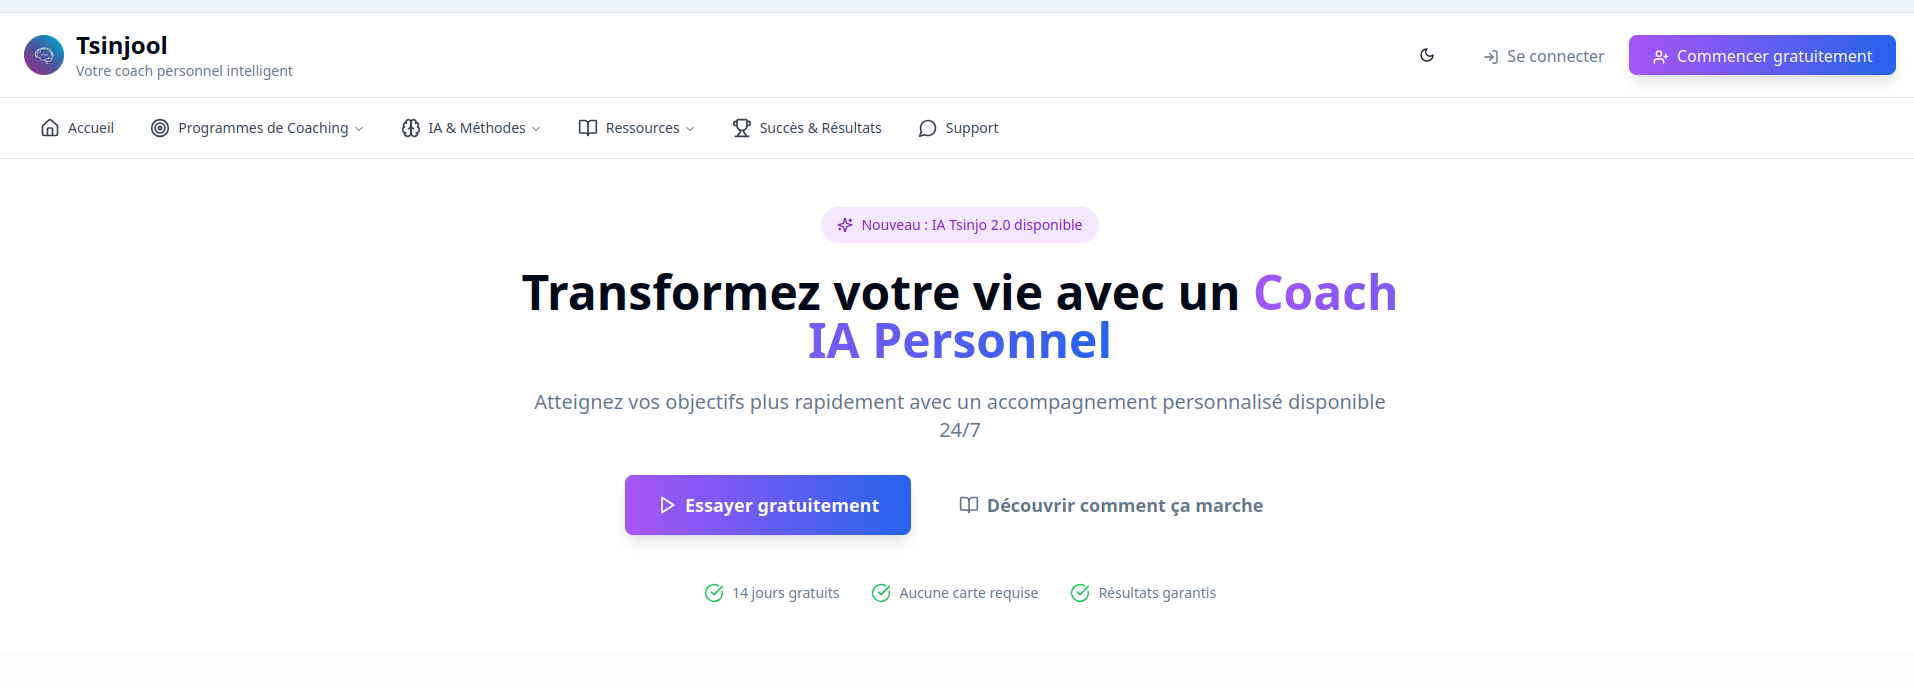 Tsinjool
Votre coach personnel intelligent
Se connecter
Commencer gratuitement
Accueil
Programmes de Coaching
IA & Méthodes
Ressources
Succès & Résultats
Support
Nouveau : IA Tsinjo 2.0 disponible
Transformez votre vie avec un Coach
IA Personnel
Atteignez vos objectifs plus rapidement avec un accompagnement personnalisé disponible
24/7
Essayer gratuitement
Découvrir comment ça marche
14 jours gratuits
Aucune carte requise
Résultats garantis